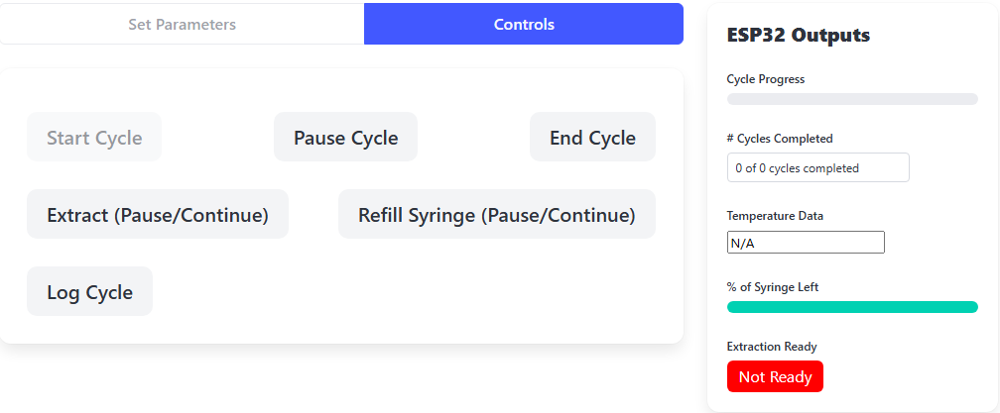 Set Parameters
Controls
Start Cycle
Pause Cycle
End Cycle
Extract (Pause/Continue)
Refill Syringe (Pause/Continue)
Log Cycle
ESP32 Outputs
Cycle Progress
# Cycles Completed
0 of 0 cycles completed
Temperature Data
N/A
% of Syringe Left
Extraction Ready
Not Ready